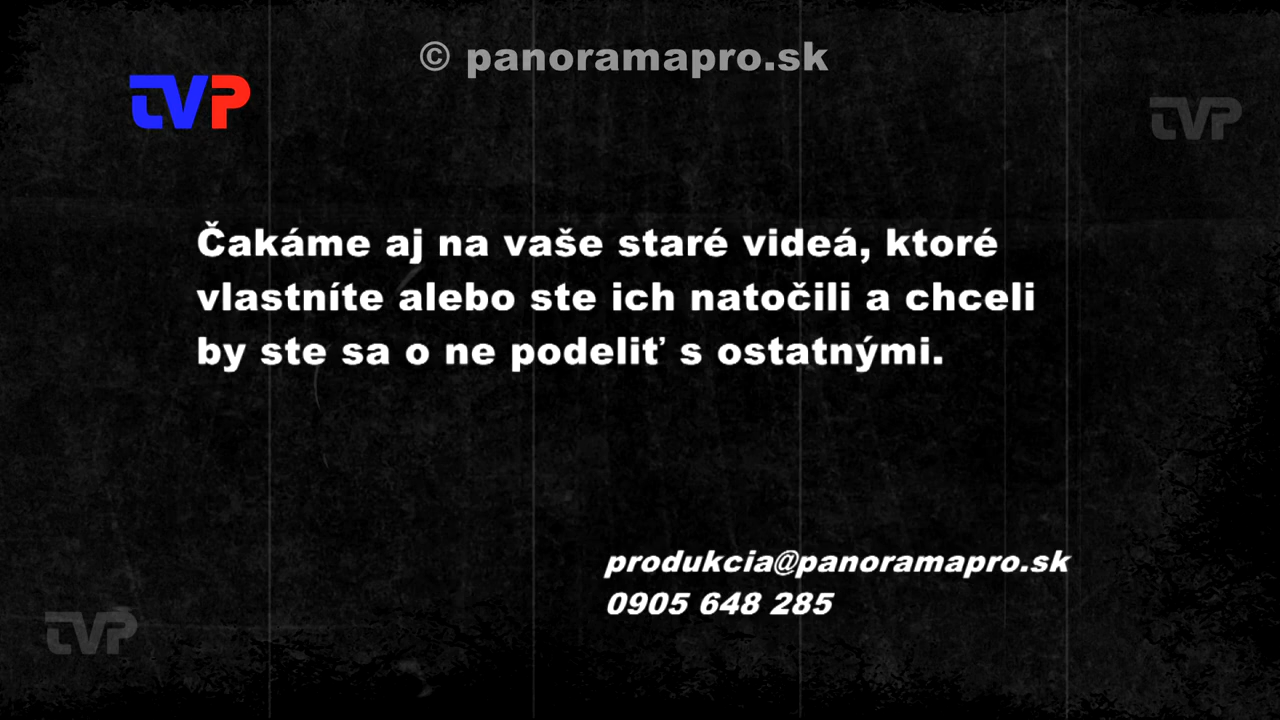 © panoramapro.sk
TVP
TVP
Čakáme aj na vaše staré videá, ktoré
vlastníte alebo ste ich natočili a chceli
by ste sa o ne podeliť s ostatnými.
produkcia@panoramapro.sk
0905 648 285
TVP